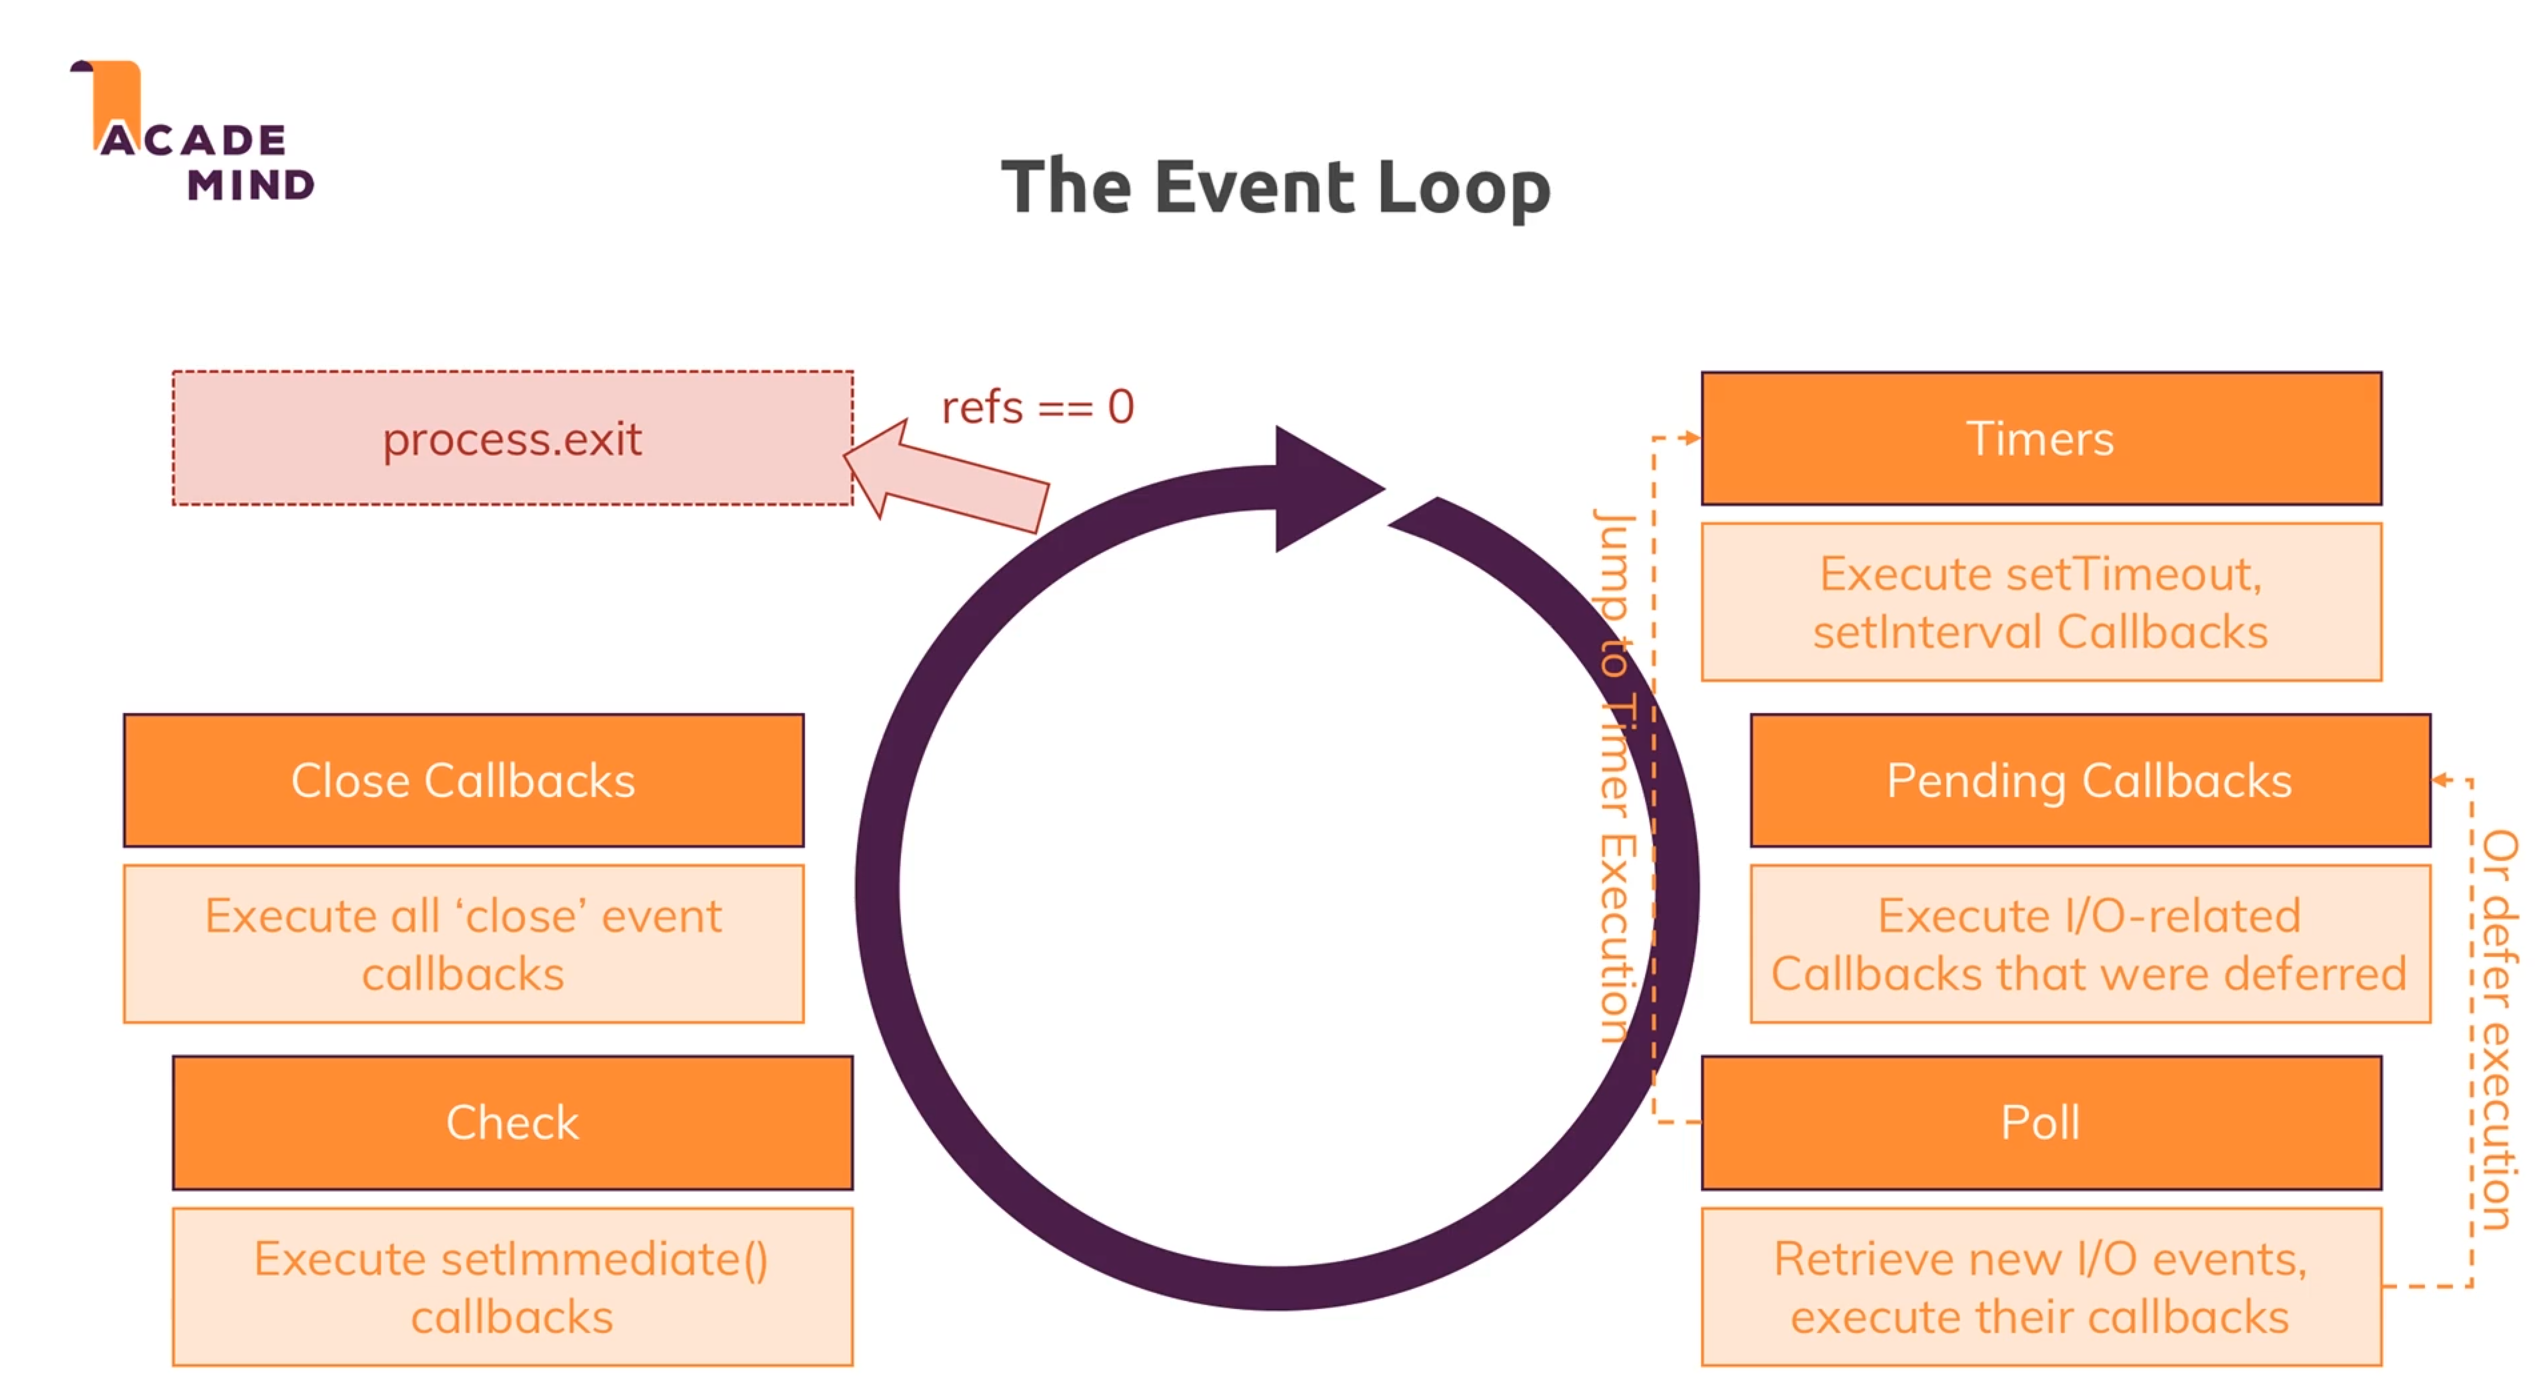 ACADE
MIND
The Event Loop
process.exit
refs == 0
Timers
Execute setTimeout,
setInterval Callbacks
Jump to Timer Execution
Close Callbacks
Execute all ‘close’ event
callbacks
Pending Callbacks
Execute I/O-related
Callbacks that were deferred
Or defer execution
Check
Execute setImmediate()
callbacks
Poll
Retrieve new I/O events,
execute their callbacks